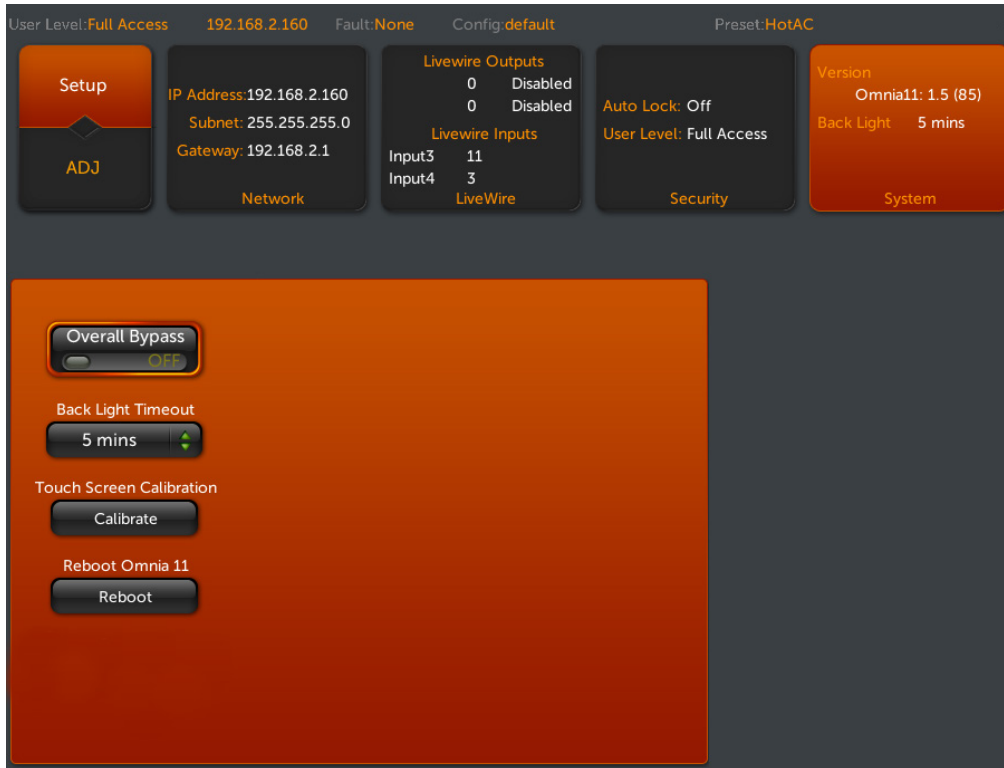 User Level:Full Access 192.168.2.160 Fault:None Config:default Preset:HotAC
Setup
ADJ
IP Address:192.168.2.160
Subnet: 255.255.255.0
Gateway: 192.168.2.1
Network
Livewire Outputs
0 Disabled
0 Disabled
Livewire Inputs
Input3 11
Input4 3
LiveWire
Auto Lock: Off
User Level: Full Access
Security
Version
Omnia11: 1.5 (85)
Back Light 5 mins
System
Overall Bypass
OFF
Back Light Timeout
5 mins
Touch Screen Calibration
Calibrate
Reboot Omnia 11
Reboot